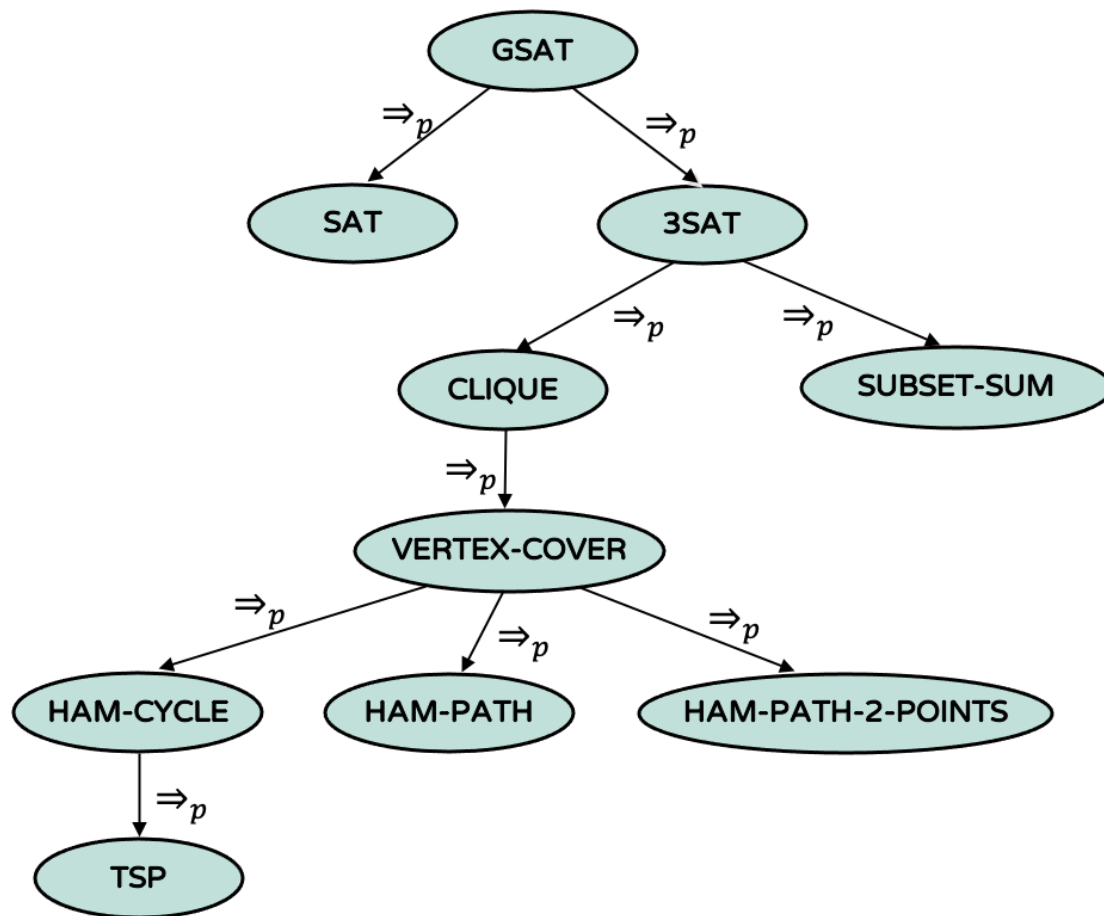 GSAT
⇒p
⇒p
SAT
3SAT
⇒p
⇒p
CLIQUE
SUBSET-SUM
⇒p
VERTEX-COVER
⇒p
⇒p
⇒p
HAM-CYCLE
HAM-PATH
HAM-PATH-2-POINTS
⇒p
TSP